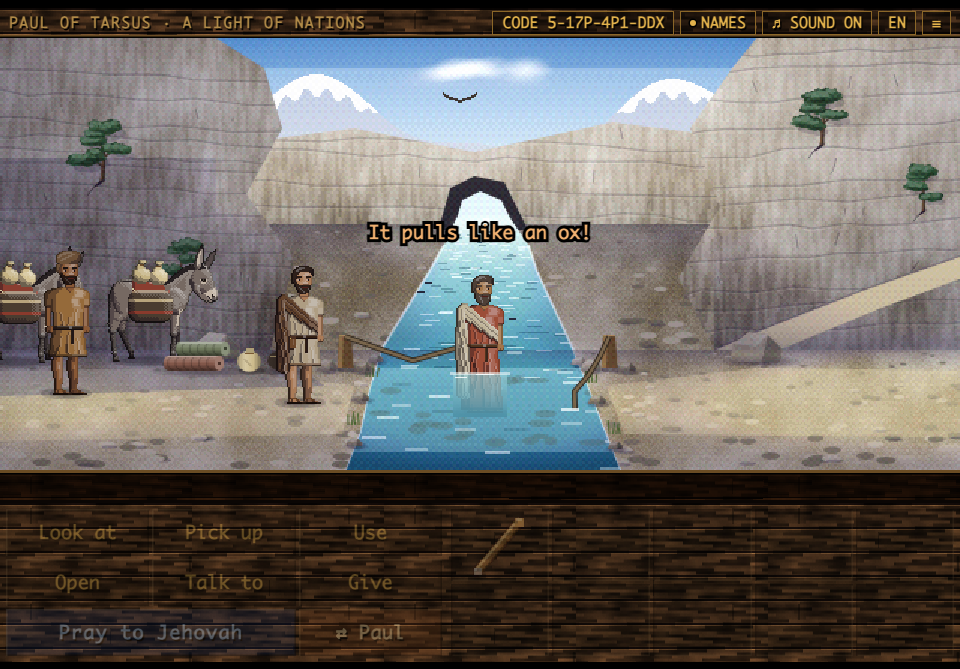 PAUL OF TARSUS · A LIGHT OF NATIONS
CODE 5-17P-4P1-DDX
• NAMES
♬ SOUND ON
EN
≡
It pulls like an ox!
Look at
Pick up
Use
Open
Talk to
Give
Pray to Jehovah
⇄ Paul